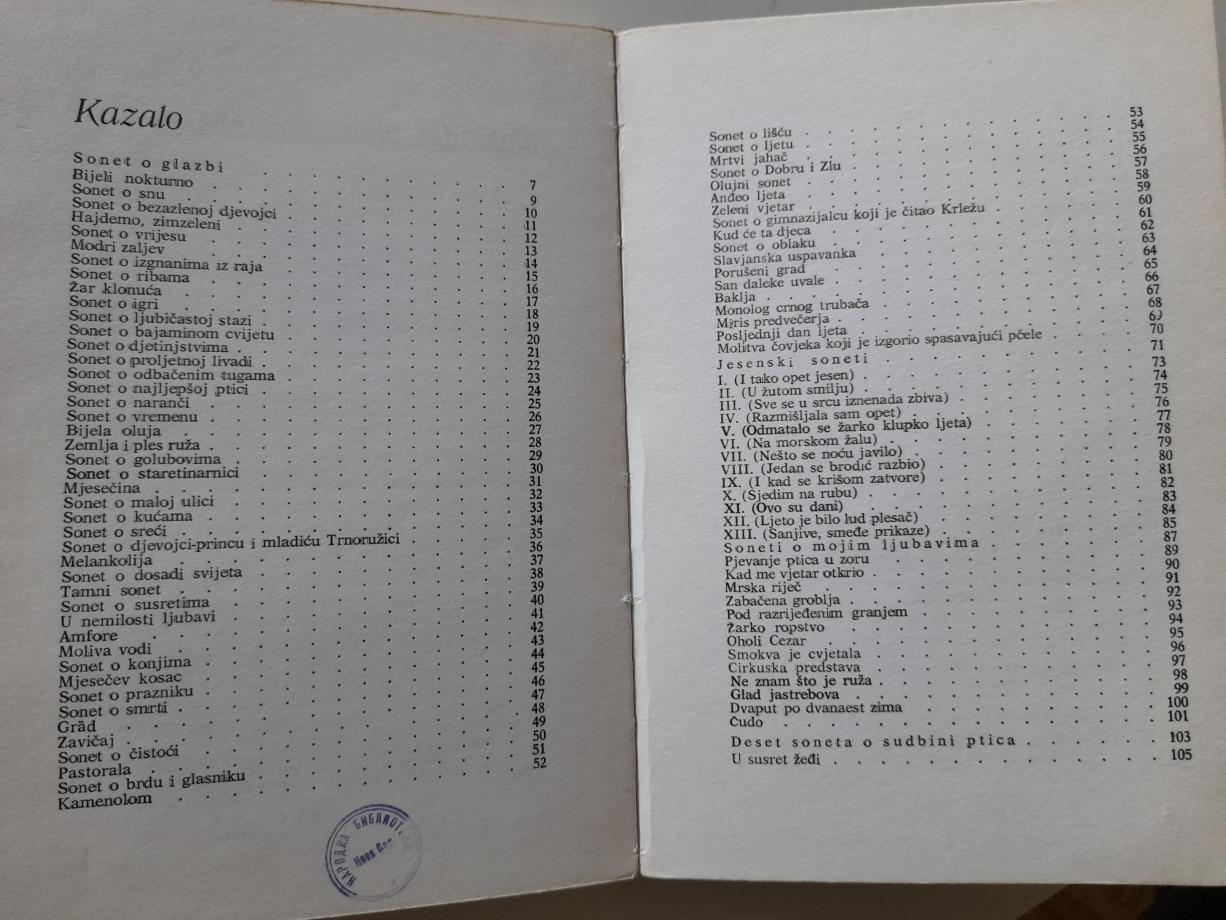 Kazalo
Sonet o glazbi 7
Bijeli nokturno 9
Sonet o snu 10
Sonet o bezazlenoj djevojci 11
Hajdemo, zimzeleni 12
Sonet o vrijesu 13
Modri zaljev 14
Sonet o izgnanima iz raja 15
Sonet o ribama 16
Žar klonuća 17
Sonet o igri 18
Sonet o ljubičastoj stazi 19
Sonet o bajaminom cvijetu 20
Sonet o djetinjstvima 21
Sonet o proljetnoj livadi 22
Sonet o odbačenim tugama 23
Sonet o najljepšoj ptici 24
Sonet o naranči 25
Sonet o vremenu 26
Bijela oluja 27
Zemlja i ples ruža 28
Sonet o golubovima 29
Sonet o staretinarnici 30
Mjesečina 31
Sonet o maloj ulici 32
Sonet o kućama 33
Sonet o sreći 34
Sonet o djevojci-princu i mladiću Trnoružici 35
Melankolija 36
Sonet o dosadi svijeta 37
Tamni sonet 38
Sonet o susretima 39
U nemilosti ljubavi 40
Amfore 41
Moliva vodi 42
Sonet o konjima 43
Mjesečev kosac 44
Sonet o prazniku 45
Sonet o smrti 46
Grad 47
Zavičaj 48
Sonet o čistoći 49
Pastorala 50
Sonet o brdu i glasniku 51
Kamenolom 52
НАРОДНА БИБЛИОТЕ
Sonet o lišću 53
Sonet o ljetu 54
Mrtvi jahač 55
Sonet o Dobru i Zlu 56
Olujni sonet 57
Anđeo ljeta 58
Zeleni vjetar 59
Sonet o gimnazijalcu koji je čitao Krležu 60
Kud će ta djeca 61
Sonet o oblaku 62
Slavjanska uspavanka 63
Porušeni grad 64
San daleke uvale 65
Baklja 66
Monolog crnog trubača 67
Miris predvečerja 68
Posljednji dan ljeta 69
Molitva čovjeka koji je izgorio spasavajući pčele 70
Jesenski soneti 71
I. (I tako opet jesen) 73
II. (U žutom smilju) 74
III. (Sve se u srcu iznenada zbiva) 75
IV. (Razmišljala sam opet) 76
V. (Odmatalo se žarko klupko ljeta) 77
VI. (Na morskom žalu) 78
VII. (Nešto se noću javilo) 79
VIII. (Jedan se brodić razbio) 80
IX. (I kad se krišom zatvore) 81
X. (Sjedim na rubu) 82
XI. (Ovo su dani) 83
XII. (Ljeto je bilo lud plesač) 84
XIII. (Sanjive, smeđe prikaze) 85
Soneti o mojim ljubavima 87
Pjevanje ptica u zoru 89
Kad me vjetar otkrio 90
Mrska riječ 91
Zabačena groblja 92
Pod razrijeđenim granjem 93
Žarko ropstvo 94
Oholi Cezar 95
Smokva je cvjetala 96
Cirkuska predstava 97
Ne znam što je ruža 98
Glad jastrebova 99
Dvaput po dvanaest zima 100
Čudo 101
Deset soneta o sudbini ptica 103
U susret žeđi 105